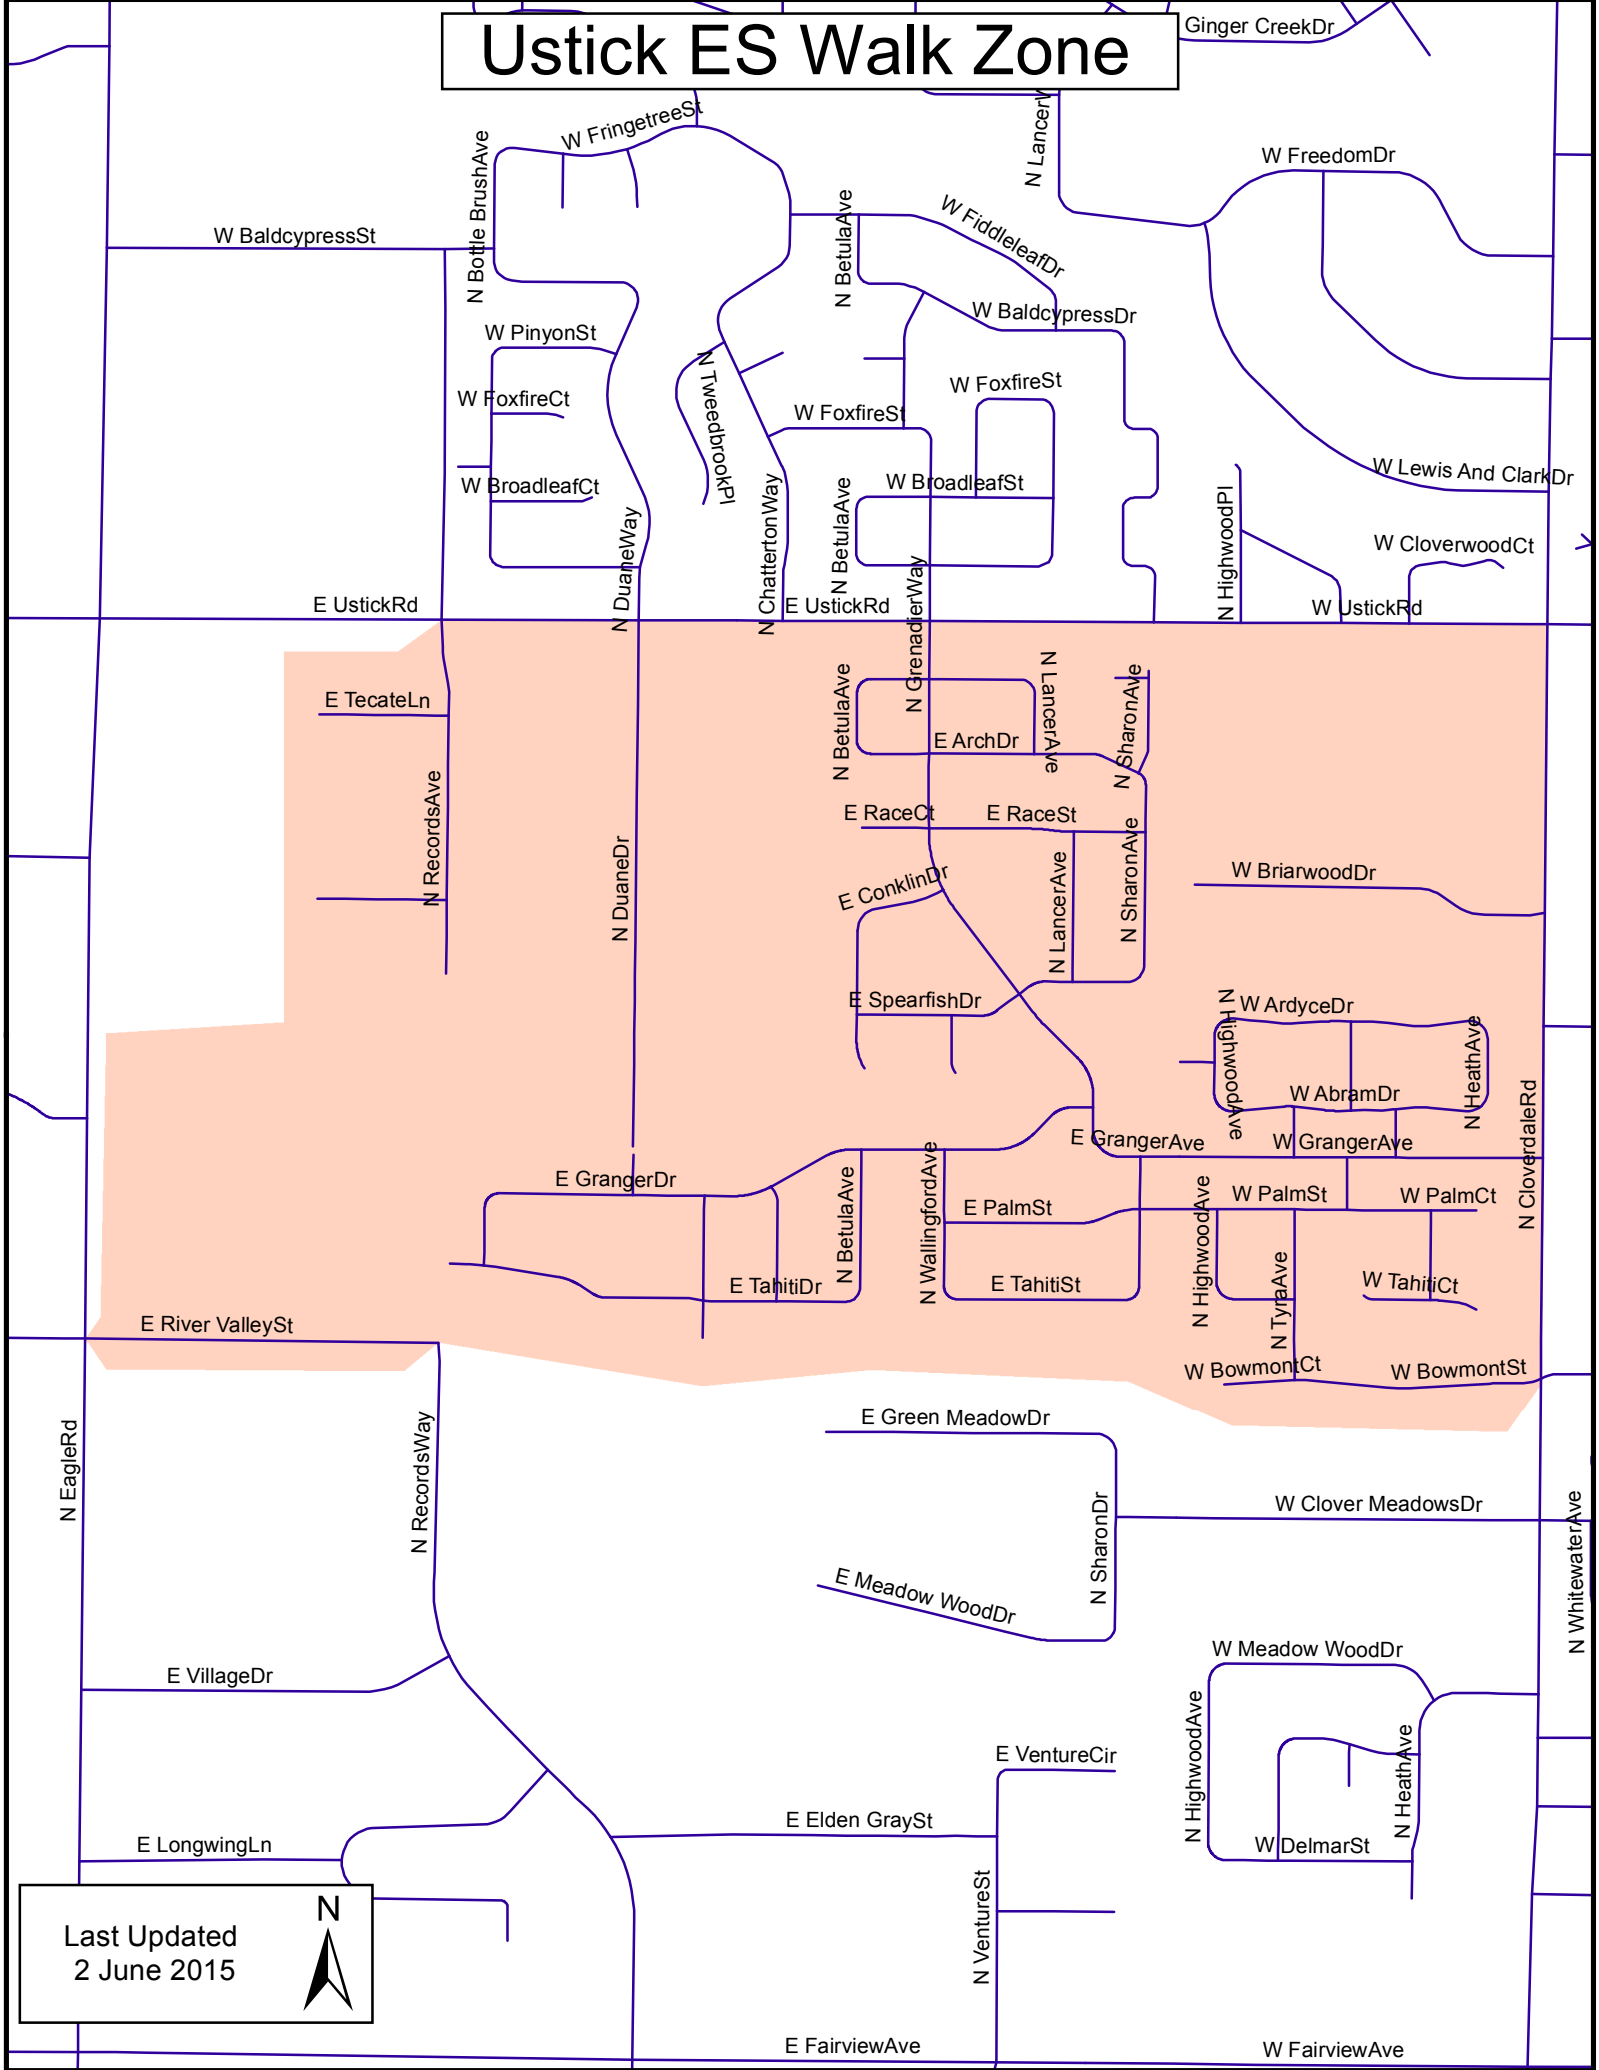 Ginger CreekDr
Ustick ES Walk Zone
W FringetreeSt
N LancerW
W FreedomDr
N Bottle BrushAve
W BaldcypressSt
N BetulaAve
W FiddleleafDr
W BaldcypressDr
W PinyonSt
N TweedbrookPl
W FoxfireCt
W FoxfireSt
W FoxfireSt
W Lewis And ClarkDr
W BroadleafCt
W BroadleafSt
N DuaneWay
N ChattertonWay
N BetulaAve
N GrenadierWay
N HighwoodPl
W CloverwoodCt
E UstickRd
E UstickRd
W UstickRd
E TecateLn
N BetulaAve
N LancerAve
N SharonAve
E ArchDr
N RecordsAve
N DuaneDr
E RaceCt
E RaceSt
E ConklinDr
N LancerAve
N SharonAve
W BriarwoodDr
E SpearfishDr
N HighwoodAve
W ArdyceDr
N HeathAve
W AbramDr
N CloverdaleRd
E GrangerAve
W GrangerAve
E GrangerDr
N BetulaAve
N WallingfordAve
E PalmSt
N HighwoodAve
W PalmSt
W PalmCt
E TahitiDr
E TahitiSt
N TyraAve
W TahitiCt
E River ValleySt
W BowmontCt
W BowmontSt
N EagleRd
N RecordsWay
E Green MeadowDr
N SharonDr
W Clover MeadowsDr
N WhitewaterAve
E Meadow WoodDr
E VillageDr
W Meadow WoodDr
N HighwoodAve
N HeathAve
E VentureCir
E Elden GraySt
E LongwingLn
W DelmarSt
N VentureSt
N
Last Updated
2 June 2015
E FairviewAve
W FairviewAve